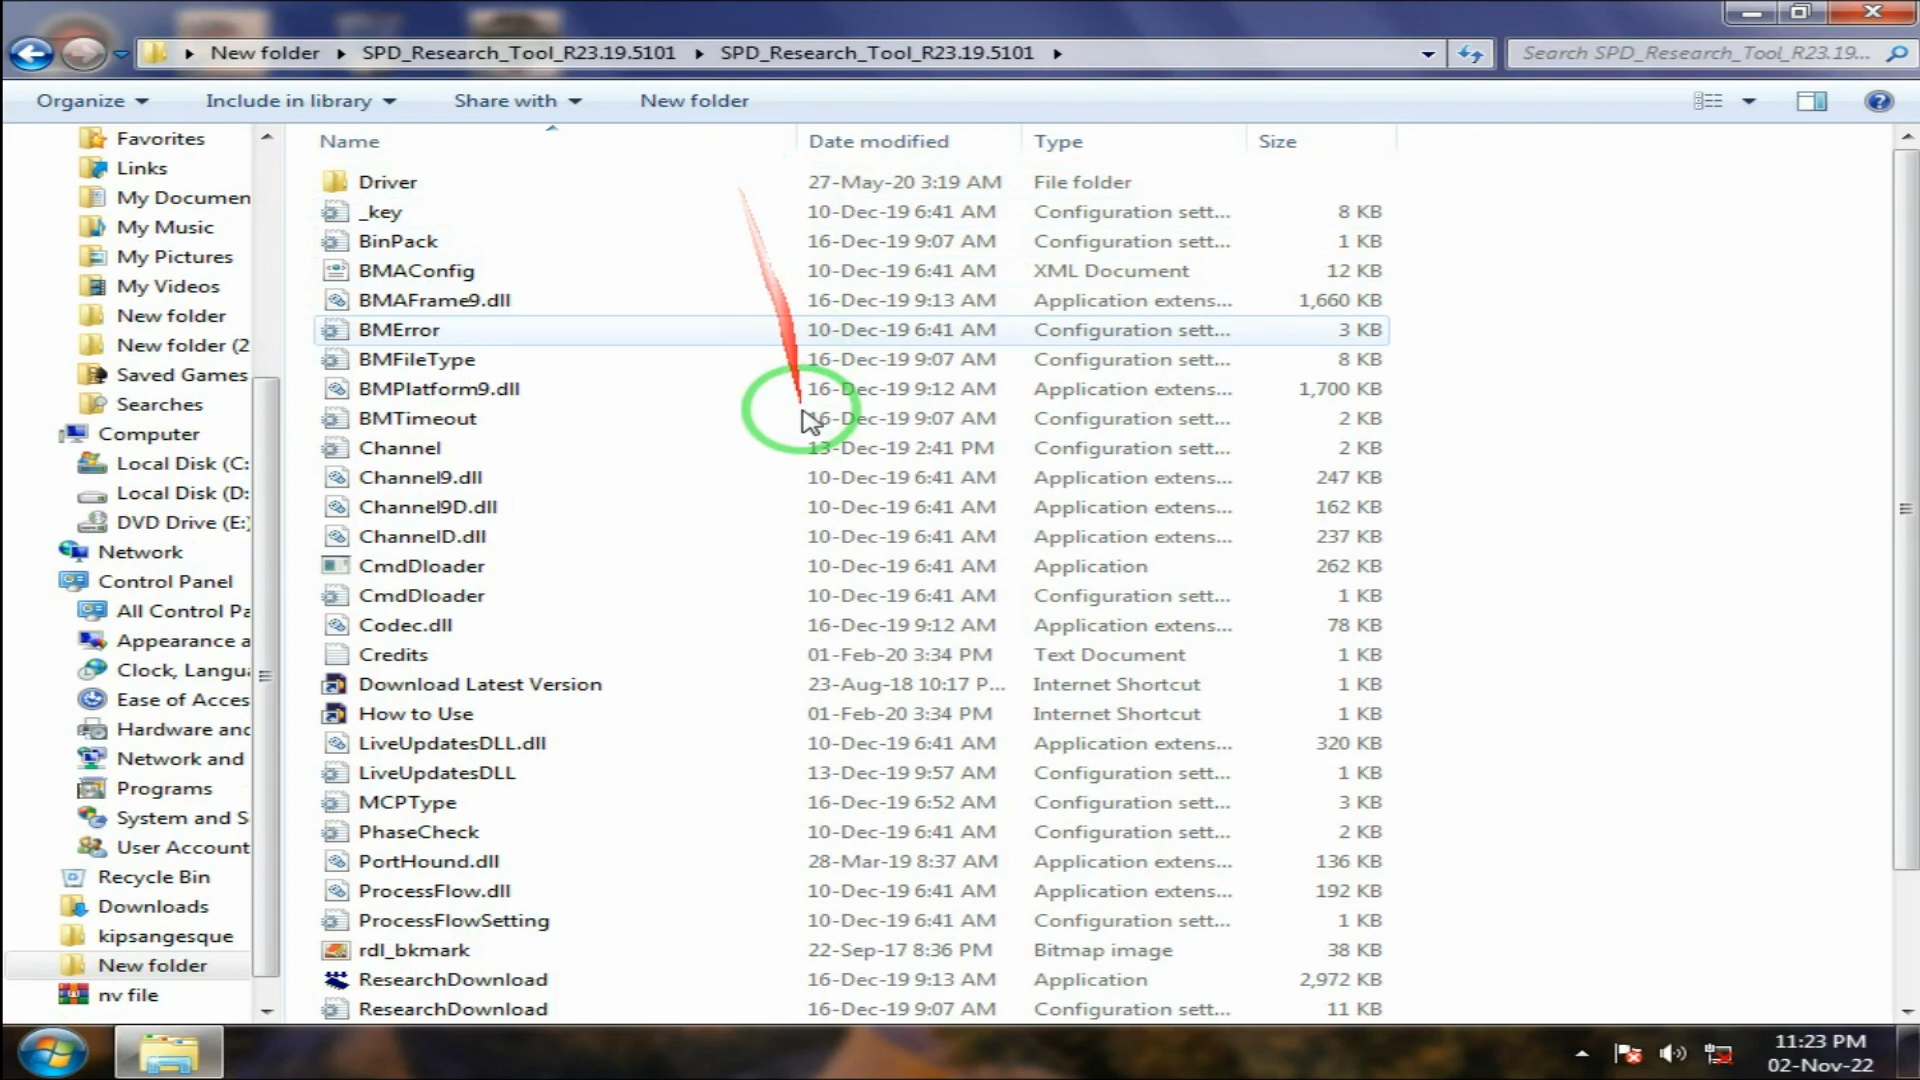 New folder ▸ SPD_Research_Tool_R23.19.5101 ▸ SPD_Research_Tool_R23.19.5101 ▸ Search SPD_Research_Tool_R23.19...
Organize Include in library Share with New folder
Favorites
Links
My Documen
My Music
My Pictures
My Videos
New folder
New folder (2
Saved Games
Searches
Computer
Local Disk (C:
Local Disk (D:
DVD Drive (E:)
Network
Control Panel
All Control Pa
Appearance a
Clock, Langua
Ease of Acces
Hardware and
Network and
Programs
System and S
User Account
Recycle Bin
Downloads
kipsangesque
New folder
nv file
Name Date modified Type Size
Driver 27-May-20 3:19 AM File folder
_key 10-Dec-19 6:41 AM Configuration sett... 8 KB
BinPack 16-Dec-19 9:07 AM Configuration sett... 1 KB
BMAConfig 10-Dec-19 6:41 AM XML Document 12 KB
BMAFrame9.dll 16-Dec-19 9:13 AM Application extens... 1,660 KB
BMError 10-Dec-19 6:41 AM Configuration sett... 3 KB
BMFileType 16-Dec-19 9:07 AM Configuration sett... 8 KB
BMPlatform9.dll 16-Dec-19 9:12 AM Application extens... 1,700 KB
BMTimeout 16-Dec-19 9:07 AM Configuration sett... 2 KB
Channel 13-Dec-19 2:41 PM Configuration sett... 2 KB
Channel9.dll 10-Dec-19 6:41 AM Application extens... 247 KB
Channel9D.dll 10-Dec-19 6:41 AM Application extens... 162 KB
ChannelD.dll 10-Dec-19 6:41 AM Application extens... 237 KB
CmdDloader 10-Dec-19 6:41 AM Application 262 KB
CmdDloader 10-Dec-19 6:41 AM Configuration sett... 1 KB
Codec.dll 16-Dec-19 9:12 AM Application extens... 78 KB
Credits 01-Feb-20 3:34 PM Text Document 1 KB
Download Latest Version 23-Aug-18 10:17 P... Internet Shortcut 1 KB
How to Use 01-Feb-20 3:34 PM Internet Shortcut 1 KB
LiveUpdatesDLL.dll 10-Dec-19 6:41 AM Application extens... 320 KB
LiveUpdatesDLL 13-Dec-19 9:57 AM Configuration sett... 1 KB
MCPType 16-Dec-19 6:52 AM Configuration sett... 3 KB
PhaseCheck 10-Dec-19 6:41 AM Configuration sett... 2 KB
PortHound.dll 28-Mar-19 8:37 AM Application extens... 136 KB
ProcessFlow.dll 10-Dec-19 6:41 AM Application extens... 192 KB
ProcessFlowSetting 10-Dec-19 6:41 AM Configuration sett... 1 KB
rdl_bkmark 22-Sep-17 8:36 PM Bitmap image 38 KB
ResearchDownload 16-Dec-19 9:13 AM Application 2,972 KB
ResearchDownload 16-Dec-19 9:07 AM Configuration sett... 11 KB
11:23 PM
02-Nov-22